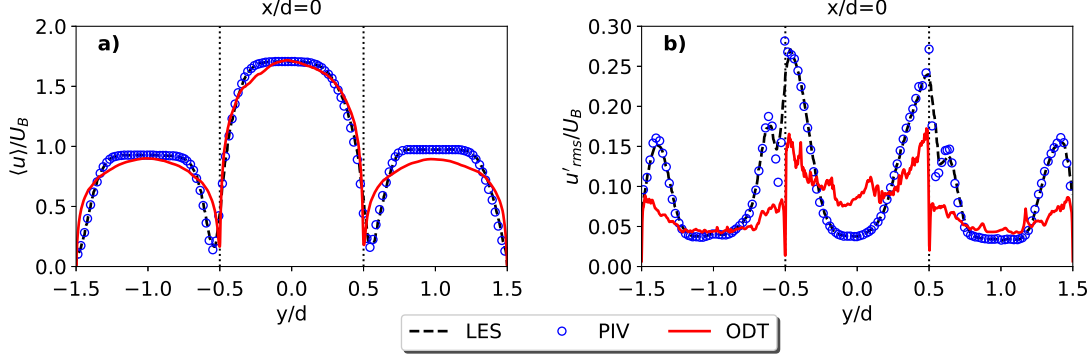 x/d=0
a)
⟨u⟩/U_B
2.0
1.5
1.0
0.5
0.0
−1.5 −1.0 −0.5 0.0 0.5 1.0 1.5
y/d
x/d=0
b)
u'_rms/U_B
0.30
0.25
0.20
0.15
0.10
0.05
0.00
−1.5 −1.0 −0.5 0.0 0.5 1.0 1.5
y/d
LES PIV ODT